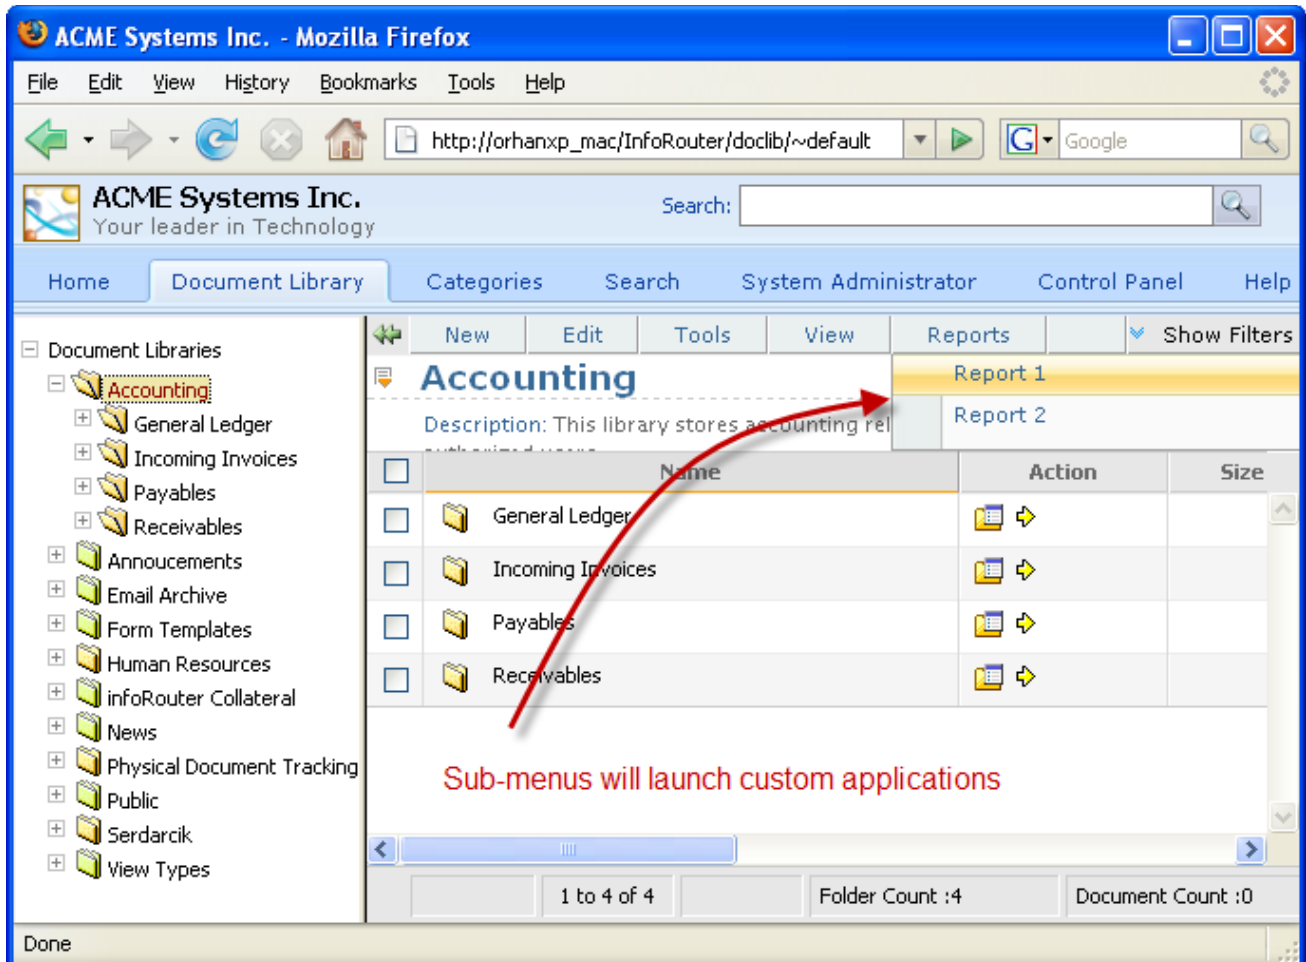 ACME Systems Inc. - Mozilla Firefox
File Edit View History Bookmarks Tools Help
http://orhanxp_mac/InfoRouter/doclib/~default G Google
ACME Systems Inc.
Your leader in Technology
Search:
Home Document Library Categories Search System Administrator Control Panel Help
Document Libraries
Accounting
General Ledger
Incoming Invoices
Payables
Receivables
Annoucements
Email Archive
Form Templates
Human Resources
infoRouter Collateral
News
Physical Document Tracking
Public
Serdarcik
View Types
New Edit Tools View Reports Show Filters
Report 1
Report 2
Accounting
Description: This library stores accounting rel
Name Action Size
General Ledger
Incoming Invoices
Payables
Receivables
Sub-menus will launch custom applications
1 to 4 of 4 Folder Count :4 Document Count :0
Done